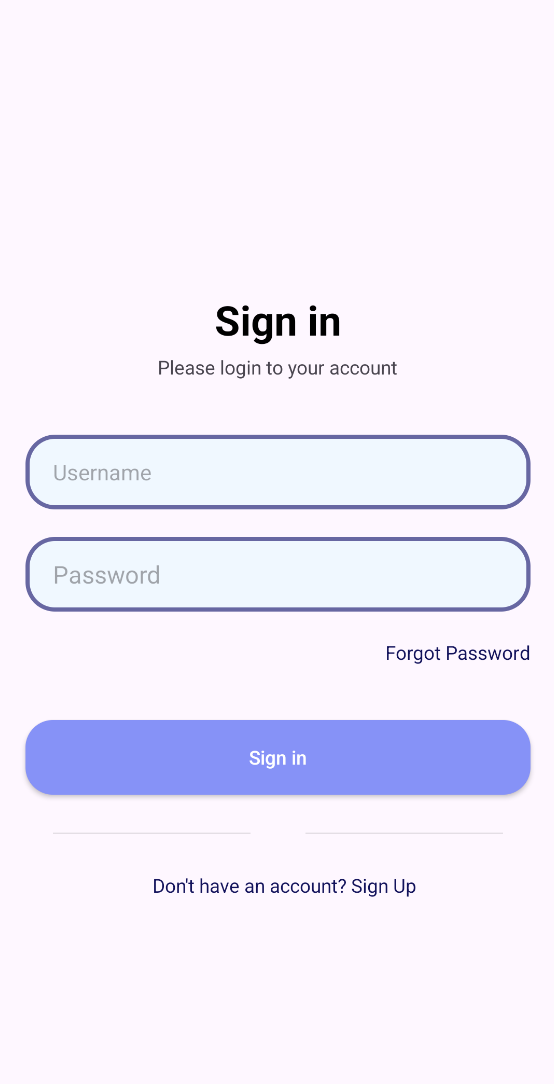 Sign in
Please login to your account
Username
Password
Forgot Password
Sign in
Don't have an account? Sign Up